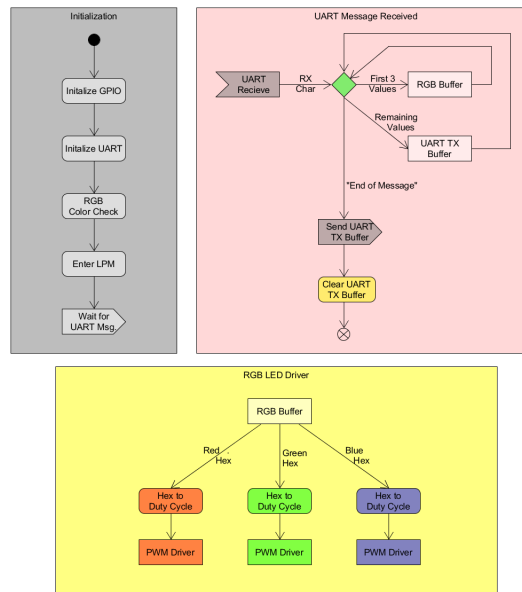 Initialization
Initalize GPIO
Initalize UART
RGB
Color Check
Enter LPM
Wait for
UART Msg.
UART Message Received
UART
Recieve
RX
Char
First 3
Values
RGB Buffer
Remaining
Values
UART TX
Buffer
"End of Message"
Send UART
TX Buffer
Clear UART
TX Buffer
RGB LED Driver
RGB Buffer
Red
Hex
Green
Hex
Blue
Hex
Hex to
Duty Cycle
Hex to
Duty Cycle
Hex to
Duty Cycle
PWM Driver
PWM Driver
PWM Driver